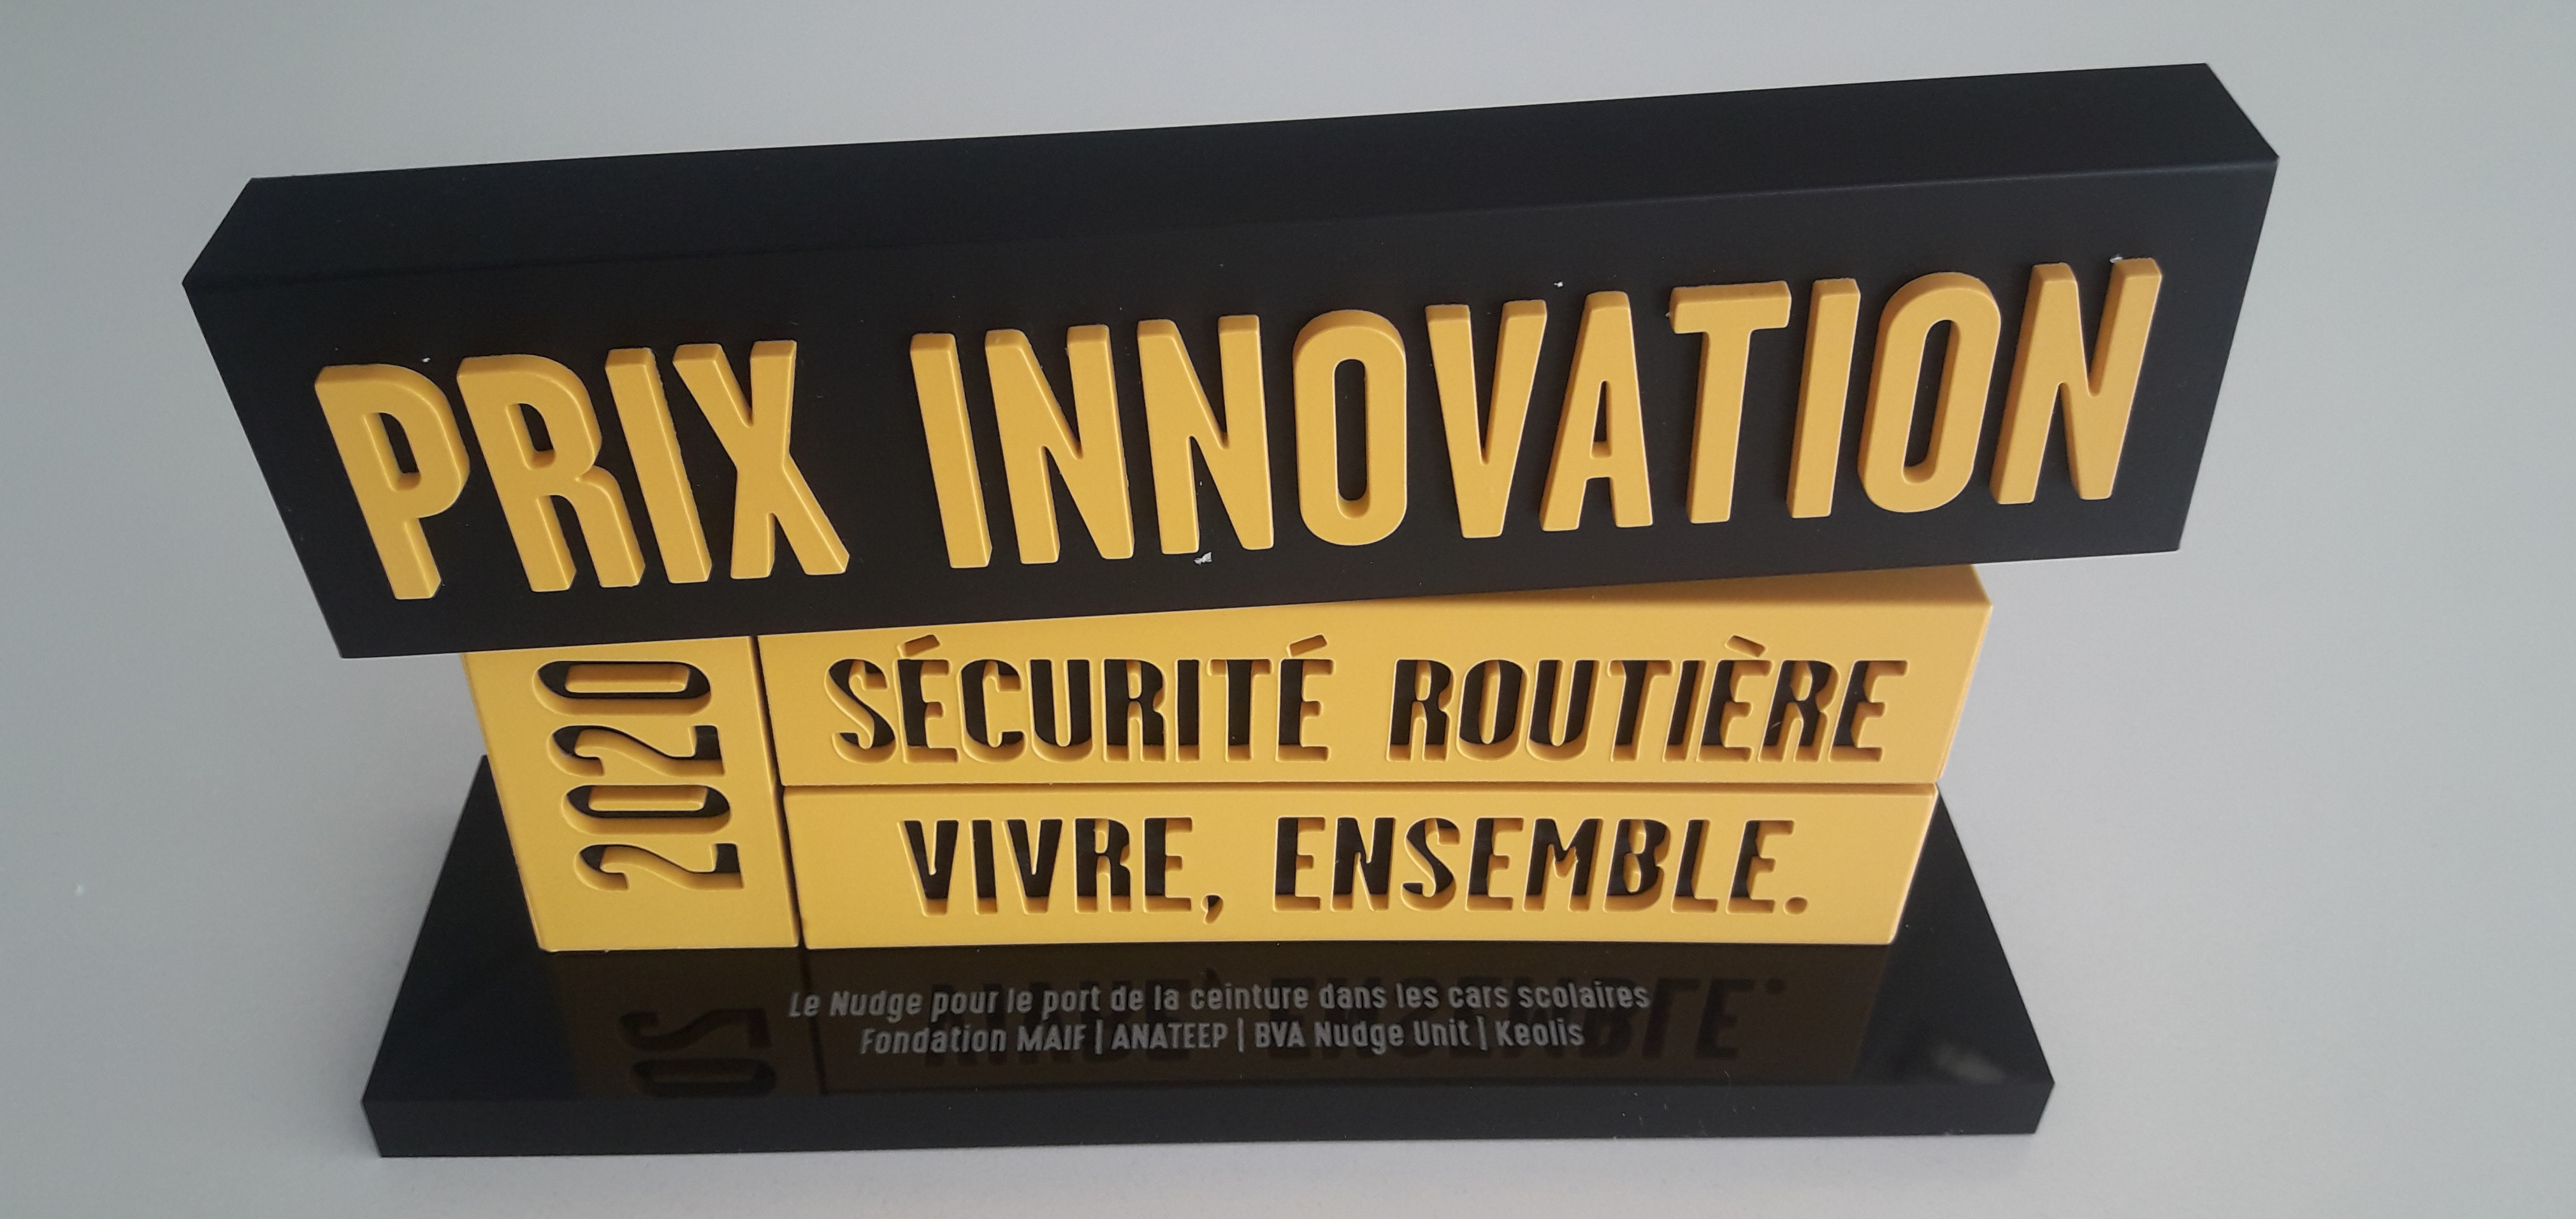 PRIX INNOVATION
2020
SÉCURITÉ ROUTIÈRE
VIVRE, ENSEMBLE.
Le Nudge pour le port de la ceinture dans les cars scolaires
Fondation MAIF | ANATEEP | BVA Nudge Unit | Keolis